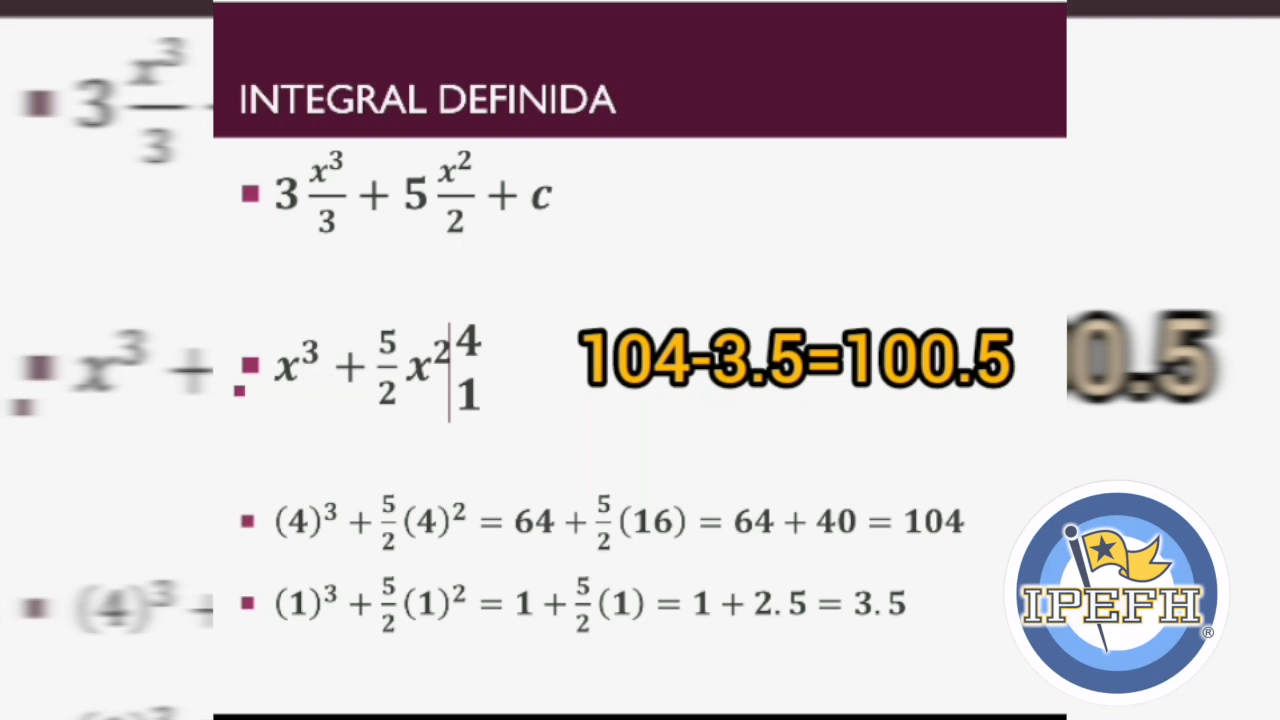 INTEGRAL DEFINIDA
3 x³/3 + 5 x²/2 + c
x³ + 5/2 x² | 4 1
104-3.5=100.5
(4)³ + 5/2 (4)² = 64 + 5/2 (16) = 64 + 40 = 104
(1)³ + 5/2 (1)² = 1 + 5/2 (1) = 1 + 2.5 = 3.5
IPEFH
®